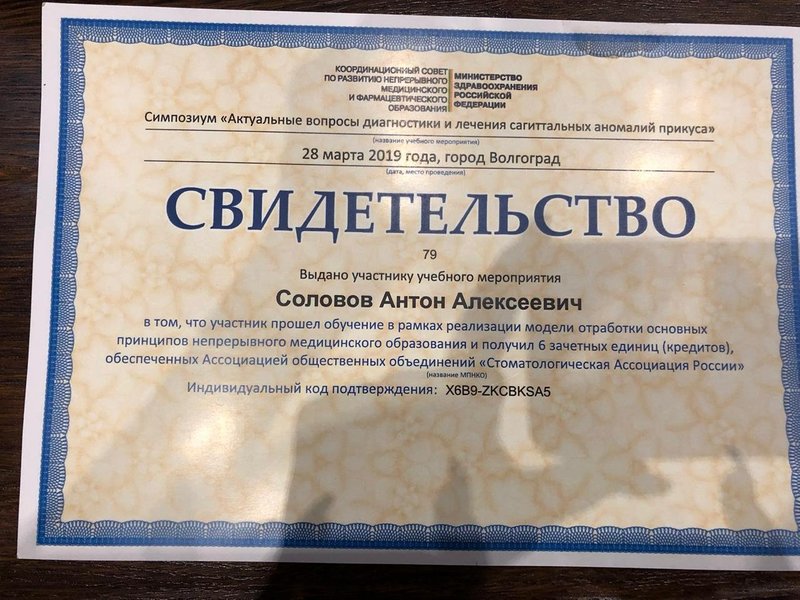 КООРДИНАЦИОННЫЙ СОВЕТ
ПО РАЗВИТИЮ НЕПРЕРЫВНОГО
МЕДИЦИНСКОГО
И ФАРМАЦЕВТИЧЕСКОГО
ОБРАЗОВАНИЯ
МИНИСТЕРСТВО
ЗДРАВООХРАНЕНИЯ
РОССИЙСКОЙ
ФЕДЕРАЦИИ
Симпозиум «Актуальные вопросы диагностики и лечения сагиттальных аномалий прикуса»
(название учебного мероприятия)
28 марта 2019 года, город Волгоград
(дата, место проведения)
СВИДЕТЕЛЬСТВО
79
Выдано участнику учебного мероприятия
Соловов Антон Алексеевич
в том, что участник прошел обучение в рамках реализации модели отработки основных
принципов непрерывного медицинского образования и получил 6 зачетных единиц (кредитов),
обеспеченных Ассоциацией общественных объединений «Стоматологическая Ассоциация России»
(название МПНКО)
Индивидуальный код подтверждения: X6B9-ZKCBKSA5